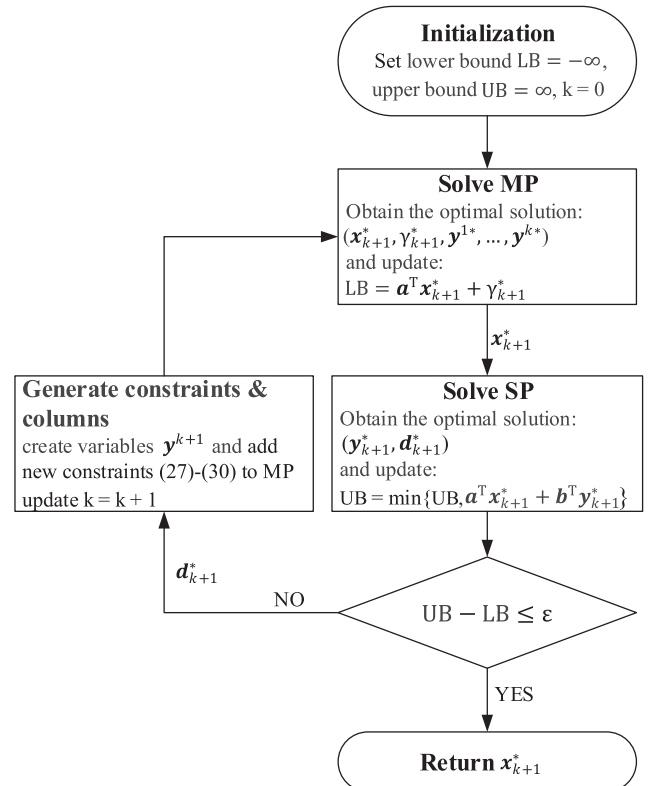 Initialization
Set lower bound LB = −∞,
upper bound UB = ∞, k = 0
Solve MP
Obtain the optimal solution:
(x*ₖ₊₁, γ*ₖ₊₁, y¹*, ..., yᵏ*)
and update:
LB = aᵀx*ₖ₊₁ + γ*ₖ₊₁
x*ₖ₊₁
Solve SP
Obtain the optimal solution:
(y*ₖ₊₁, d*ₖ₊₁)
and update:
UB = min{UB, aᵀx*ₖ₊₁ + bᵀy*ₖ₊₁}
UB − LB ≤ ε
NO
d*ₖ₊₁
Generate constraints &
columns
create variables yᵏ⁺¹ and add
new constraints (27)-(30) to MP
update k = k + 1
YES
Return x*ₖ₊₁